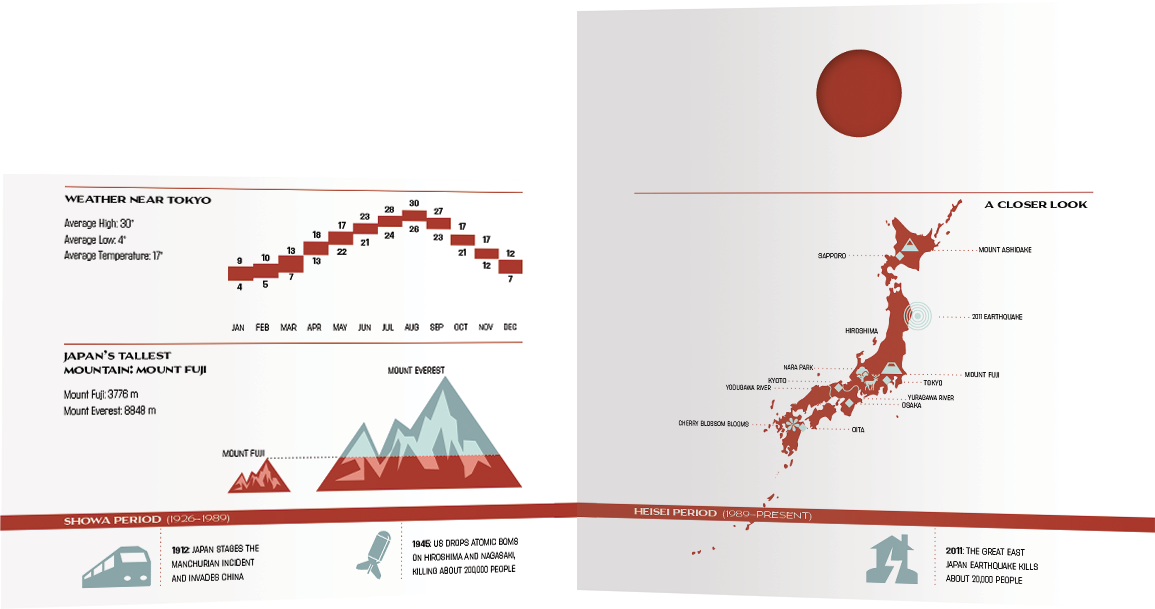 WEATHER NEAR TOKYO
Average High: 30°
Average Low: 4°
Average Temperature: 17°
9 10 13 18 17 23 28 30 27 17 17 12
4 5 7 13 22 21 24 26 23 21 12 7
JAN FEB MAR APR MAY JUN JUL AUG SEP OCT NOV DEC
JAPAN'S TALLEST
MOUNTAIN: MOUNT FUJI
Mount Fuji: 3776 m
Mount Everest: 8848 m
MOUNT EVEREST
MOUNT FUJI
SHOWA PERIOD (1926–1989)
1912: JAPAN STAGES THE
MANCHURIAN INCIDENT
AND INVADES CHINA
1945: US DROPS ATOMIC BOMS
ON HIROSHIMA AND NAGASAKI,
KILLING ABOUT 200,000 PEOPLE
A CLOSER LOOK
MOUNT ASHIDAKE
SAPPORO
2011 EARTHQUAKE
HIROSHIMA
NARA PARK
MOUNT FUJI
KYOTO
TOKYO
YODUGAWA RIVER
YURAGAWA RIVER
OSAKA
CHERRY BLOSSOM BLOOMS
OITA
HEISEI PERIOD (1989–PRESENT)
2011: THE GREAT EAST
JAPAN EARTHQUAKE KILLS
ABOUT 20,000 PEOPLE